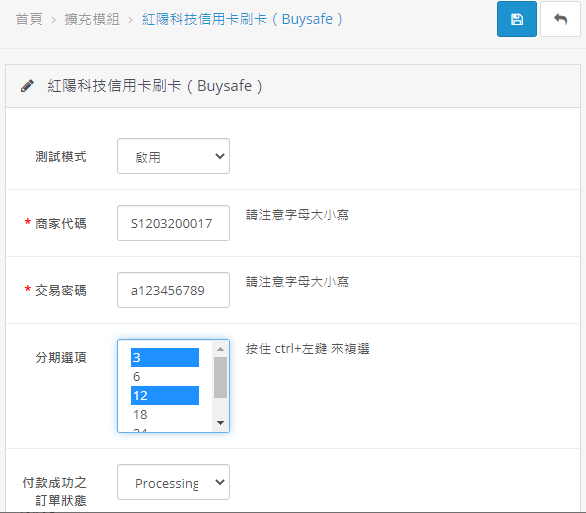 首頁 › 擴充模組 › 紅陽科技信用卡刷卡（Buysafe）
紅陽科技信用卡刷卡（Buysafe）
測試模式 啟用
* 商家代碼 S1203200017 請注意字母大小寫
* 交易密碼 a123456789 請注意字母大小寫
分期選項 3 按住 ctrl+左鍵 來複選
6
12
18
24
付款成功之 Processing
訂單狀態